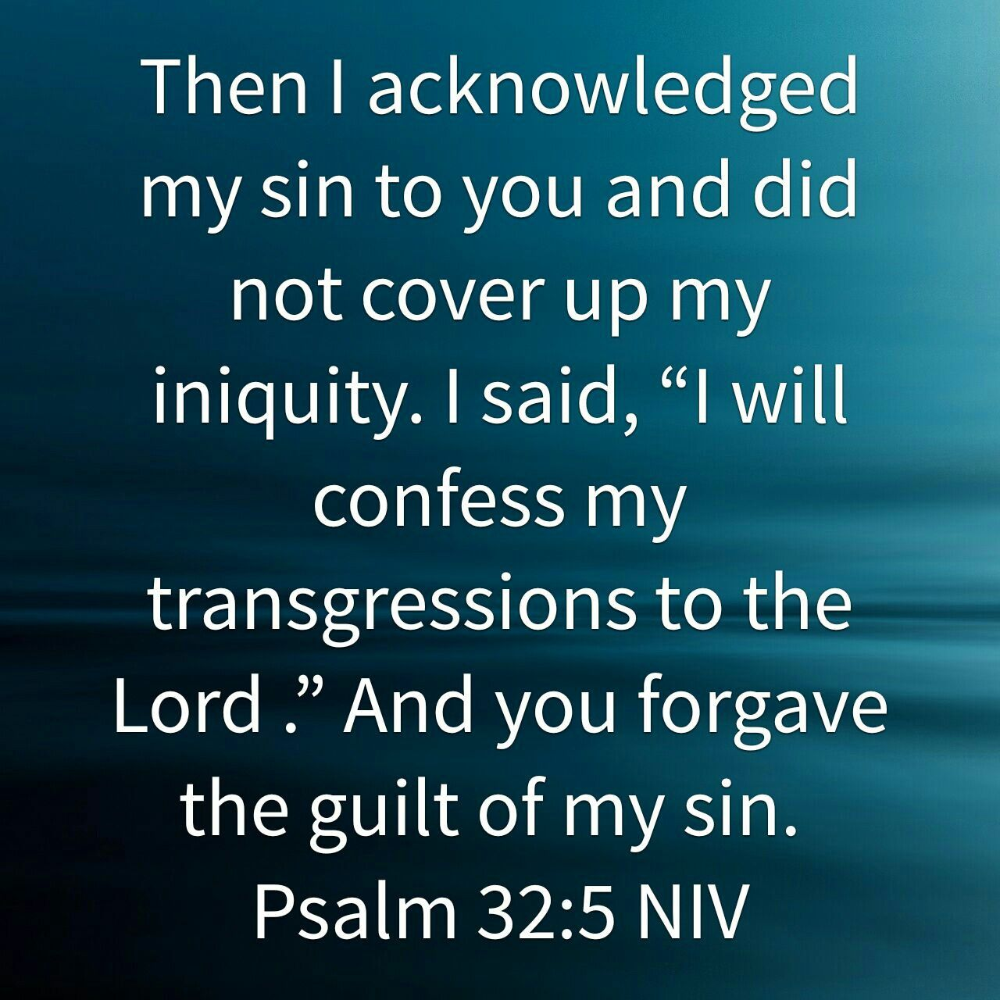 Then I acknowledged
my sin to you and did
not cover up my
iniquity. I said, “I will
confess my
transgressions to the
Lord .” And you forgave
the guilt of my sin.
Psalm 32:5 NIV